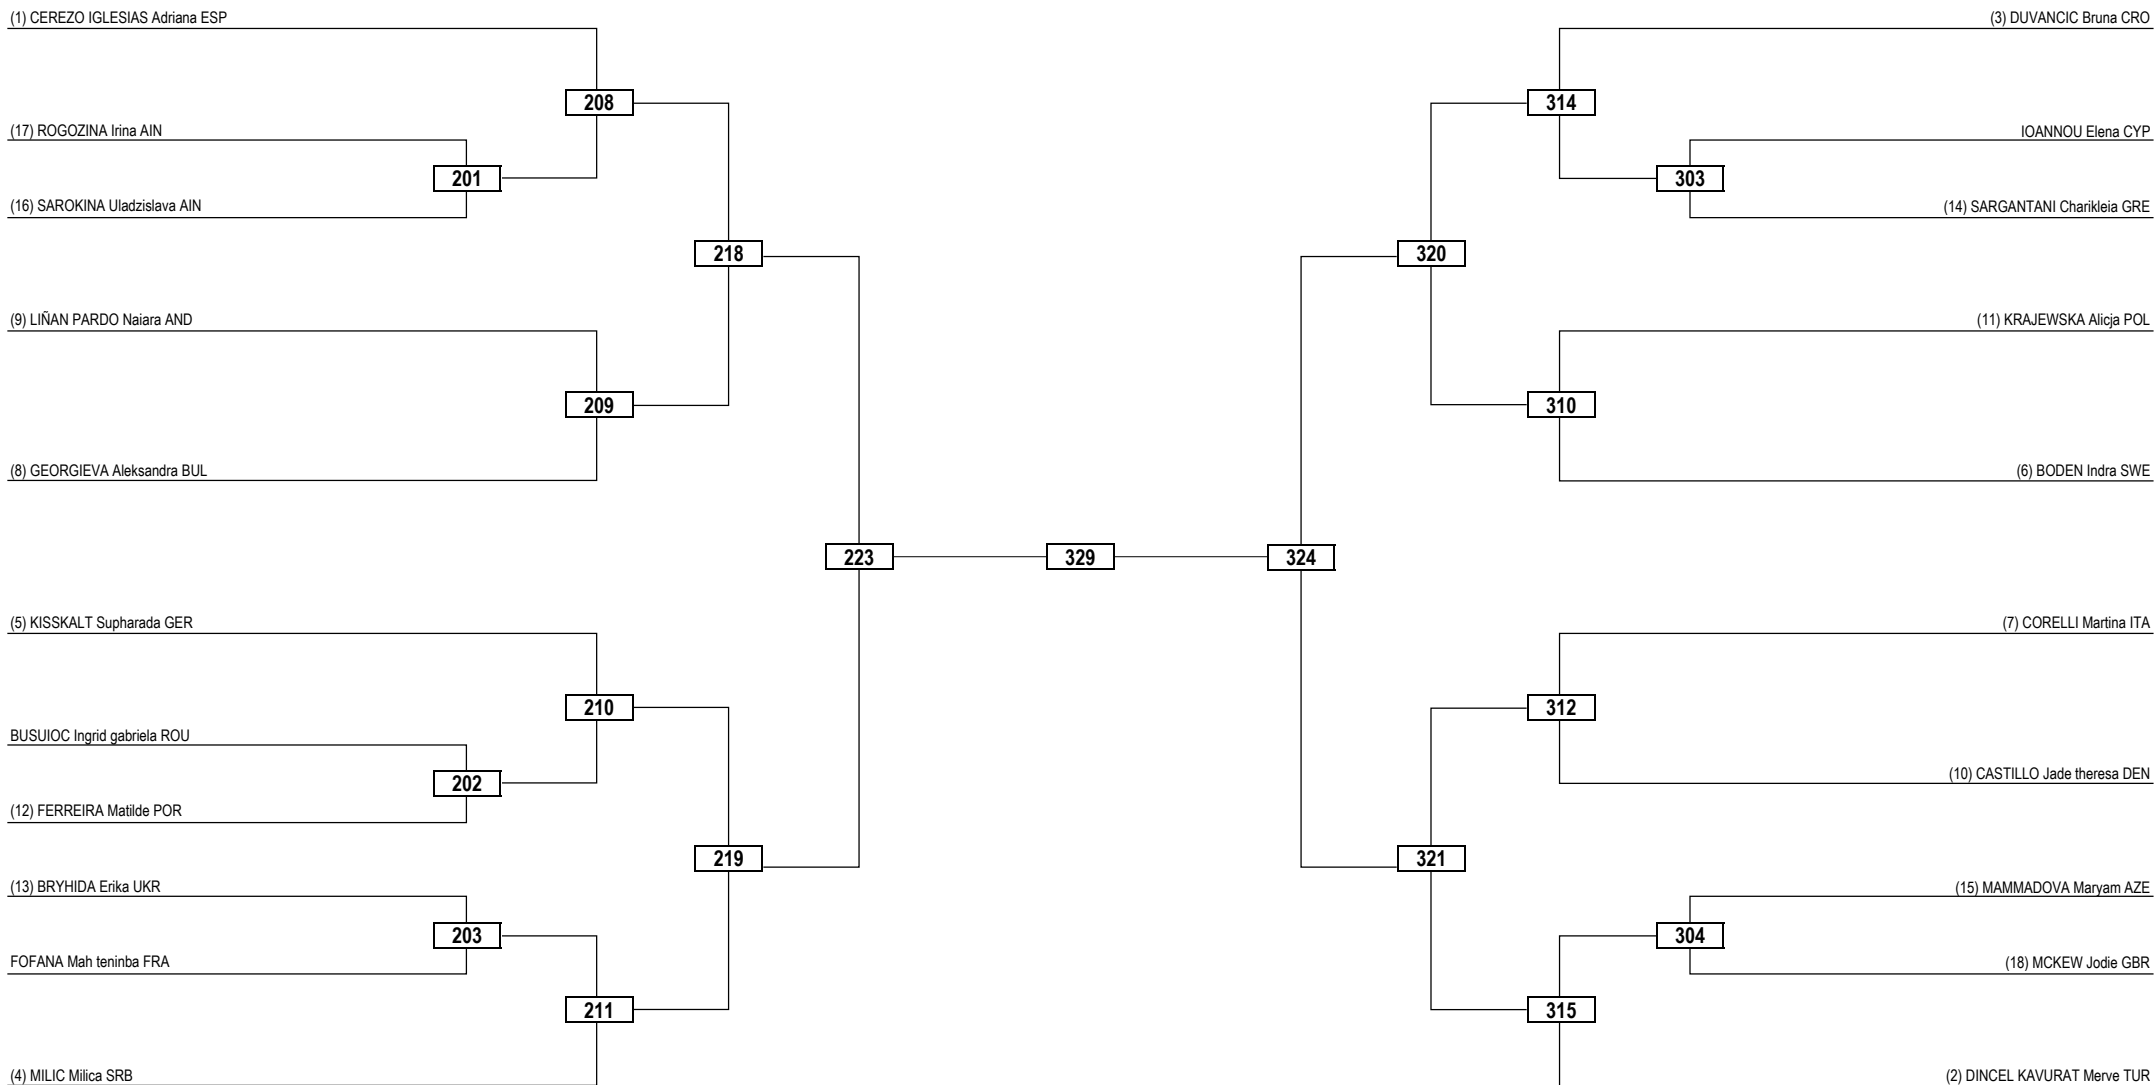 (1) CEREZO IGLESIAS Adriana ESP
(3) DUVANCIC Bruna CRO
208
314
(17) ROGOZINA Irina AIN
IOANNOU Elena CYP
201
303
(16) SAROKINA Uladzislava AIN
(14) SARGANTANI Charikleia GRE
218
320
(9) LIÑAN PARDO Naiara AND
(11) KRAJEWSKA Alicja POL
209
310
(8) GEORGIEVA Aleksandra BUL
(6) BODEN Indra SWE
223
329
324
(5) KISSKALT Supharada GER
(7) CORELLI Martina ITA
210
312
BUSUIOC Ingrid gabriela ROU
202
(10) CASTILLO Jade theresa DEN
(12) FERREIRA Matilde POR
219
321
(13) BRYHIDA Erika UKR
(15) MAMMADOVA Maryam AZE
203
304
FOFANA Mah teninba FRA
(18) MCKEW Jodie GBR
211
315
(4) MILIC Milica SRB
(2) DINCEL KAVURAT Merve TUR